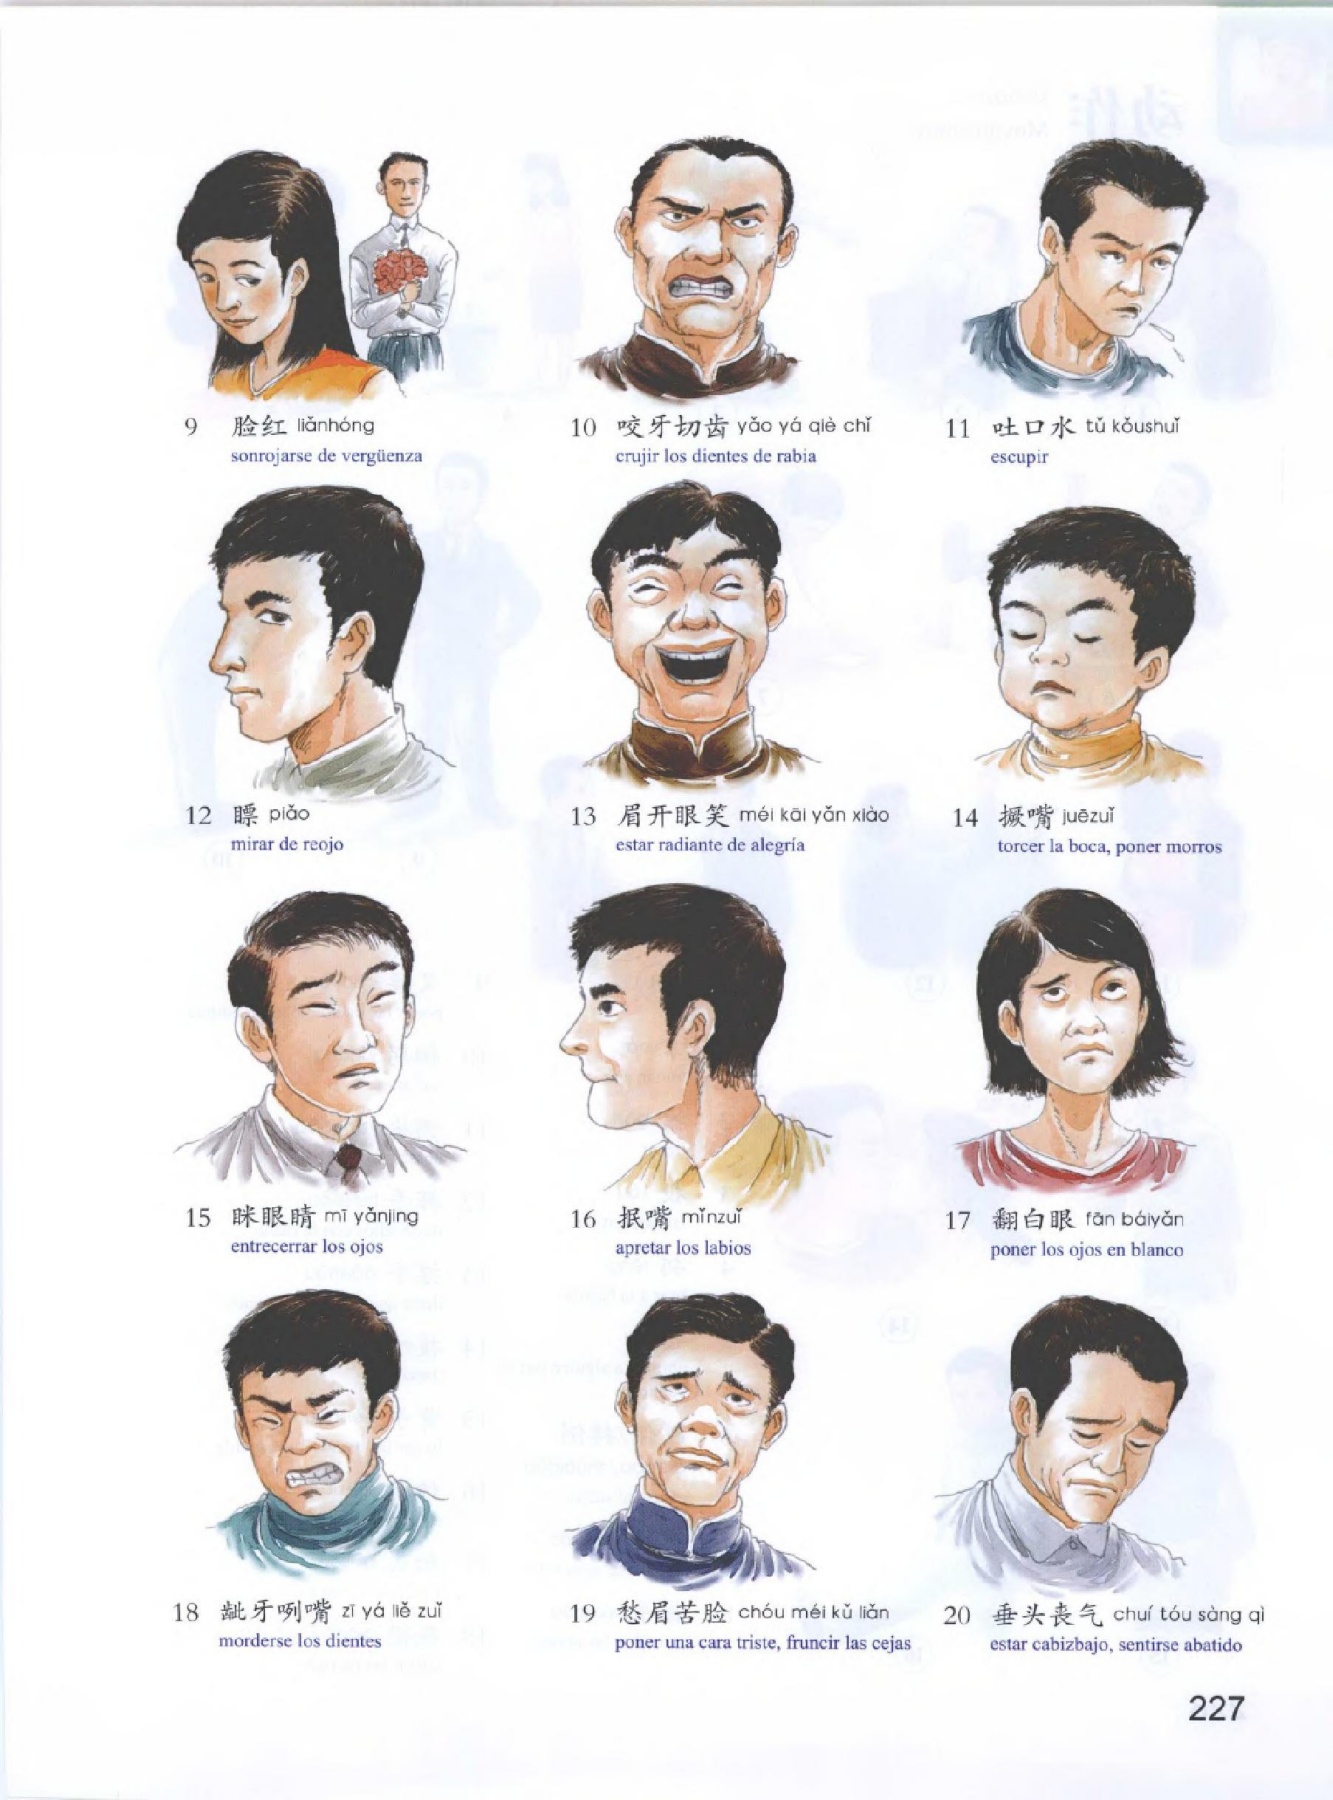 9 脸红 liǎnhóng
sonrojarse de vergüenza
10 咬牙切齿 yǎo yá qiè chǐ
crujir los dientes de rabia
11 吐口水 tǔ kǒushuǐ
escupir
12 瞟 piǎo
mirar de reojo
13 眉开眼笑 méi kāi yǎn xiào
estar radiante de alegría
14 撅嘴 juēzuǐ
torcer la boca, poner morros
15 眯眼睛 mī yǎnjing
entrecerrar los ojos
16 抿嘴 mǐnzuǐ
apretar los labios
17 翻白眼 fān báiyǎn
poner los ojos en blanco
18 龇牙咧嘴 zī yá liě zuǐ
morderse los dientes
19 愁眉苦脸 chóu méi kǔ liǎn
poner una cara triste, fruncir las cejas
20 垂头丧气 chuí tóu sàng qì
estar cabizbajo, sentirse abatido
227